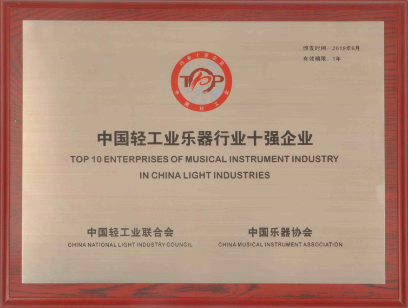 颁发时间：2019年6月
有效期限：1年
中国轻工业乐器行业十强企业
TOP 10 ENTERPRISES OF MUSICAL INSTRUMENT INDUSTRY
IN CHINA LIGHT INDUSTRIES
中国轻工业联合会
中国乐器协会
CHINA NATIONAL LIGHT INDUSTRY COUNCIL
CHINA MUSICAL INSTRUMENT ASSOCIATION